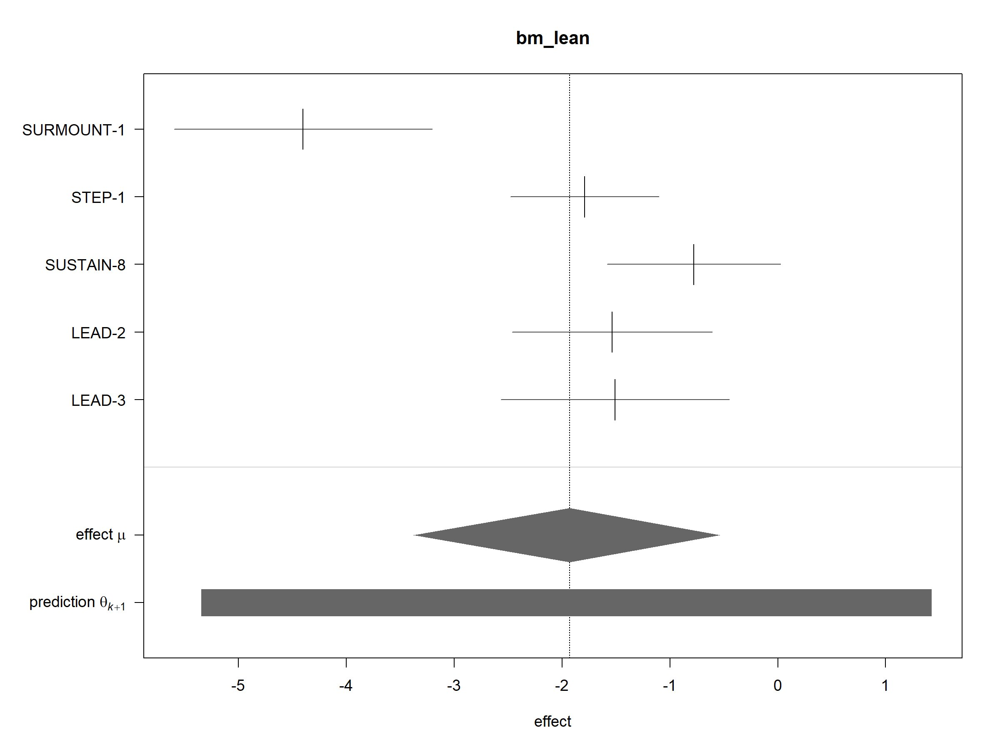 bm_lean
SURMOUNT-1
STEP-1
SUSTAIN-8
LEAD-2
LEAD-3
effect μ
prediction θk+1
-5 -4 -3 -2 -1 0 1
effect